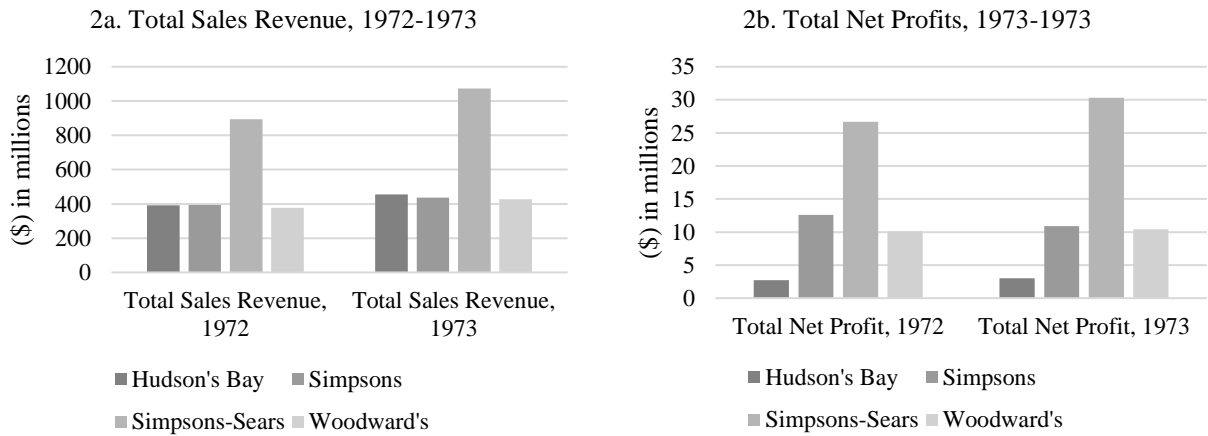 2a. Total Sales Revenue, 1972-1973
($) in millions
1200
1000
800
600
400
200
0
Total Sales Revenue,
1972
Total Sales Revenue,
1973
Hudson's Bay
Simpsons
Simpsons-Sears
Woodward's
2b. Total Net Profits, 1973-1973
($) in millions
35
30
25
20
15
10
5
0
Total Net Profit, 1972
Total Net Profit, 1973
Hudson's Bay
Simpsons
Simpsons-Sears
Woodward's